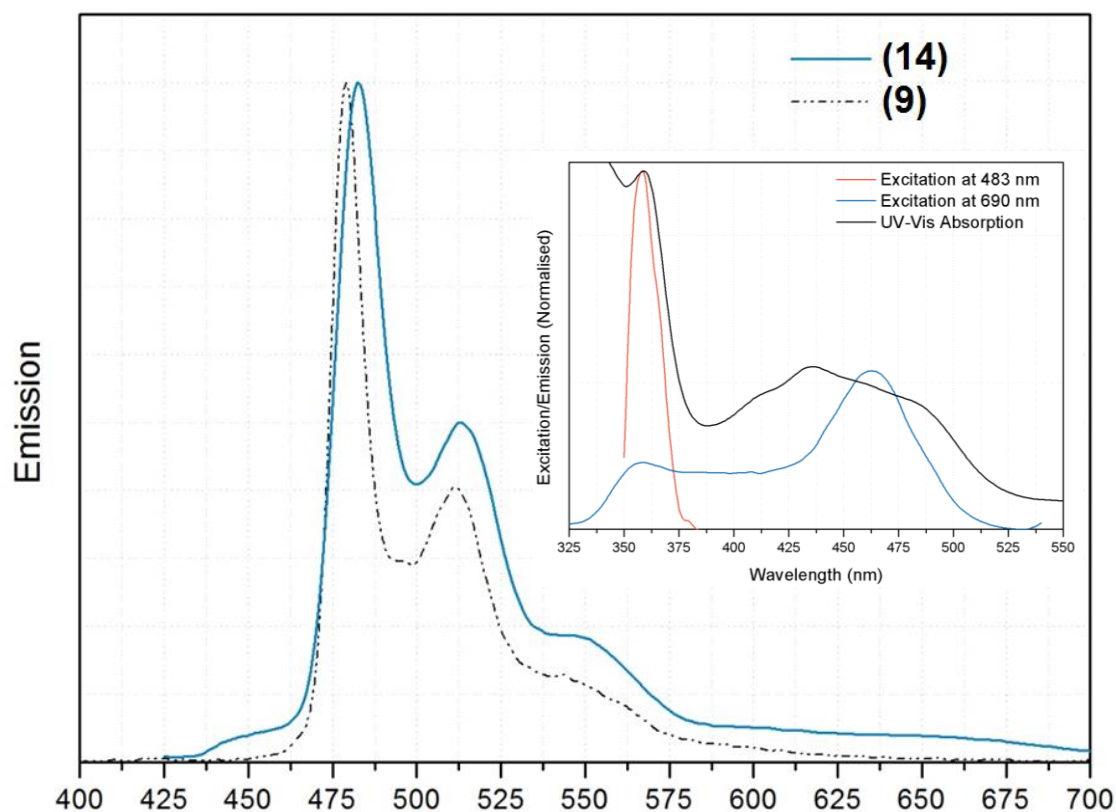 (14)
(9)
Emission
Excitation at 483 nm
Excitation at 690 nm
UV-Vis Absorption
Excitation/Emission (Normalised)
325 350 375 400 425 450 475 500 525 550
Wavelength (nm)
400 425 450 475 500 525 550 575 600 625 650 675 700